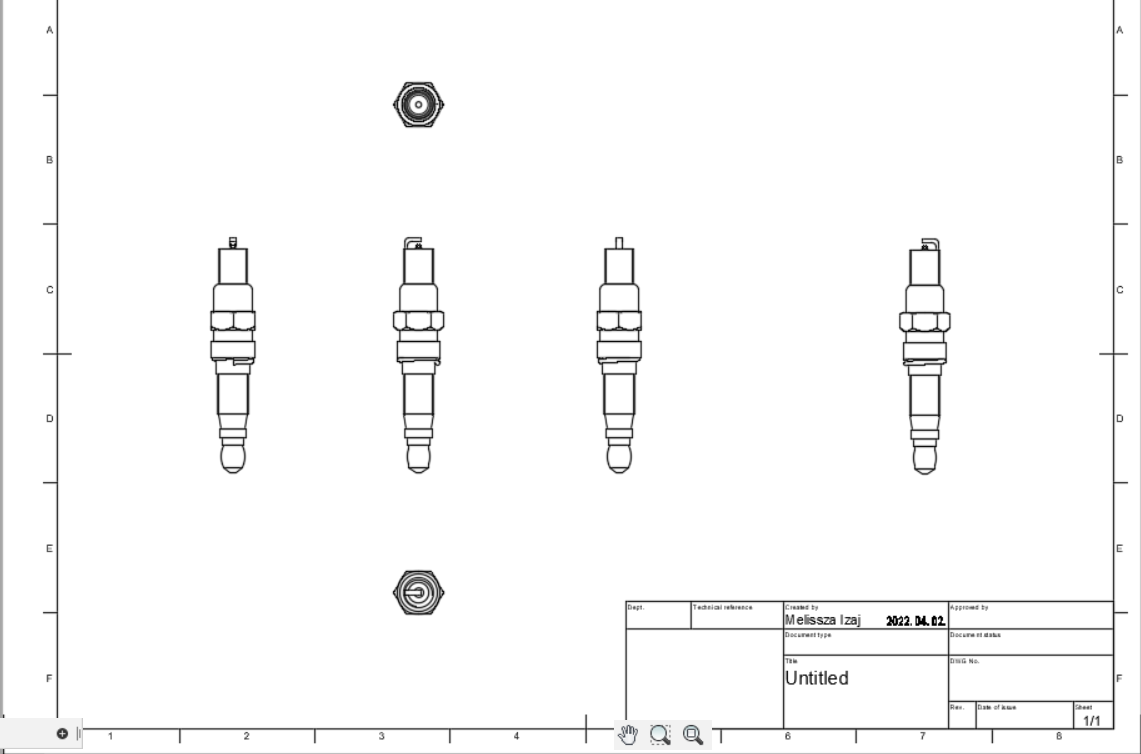 A A
B B
C C
D D
E E
Dept. Technical reference Created by Approved by
Melissza Izaj 2022.04.02.
Document type Document status
Title DWG No.
Untitled
F F
Rev. Date of issue Sheet
1/1
1 2 3 4 6 7 8